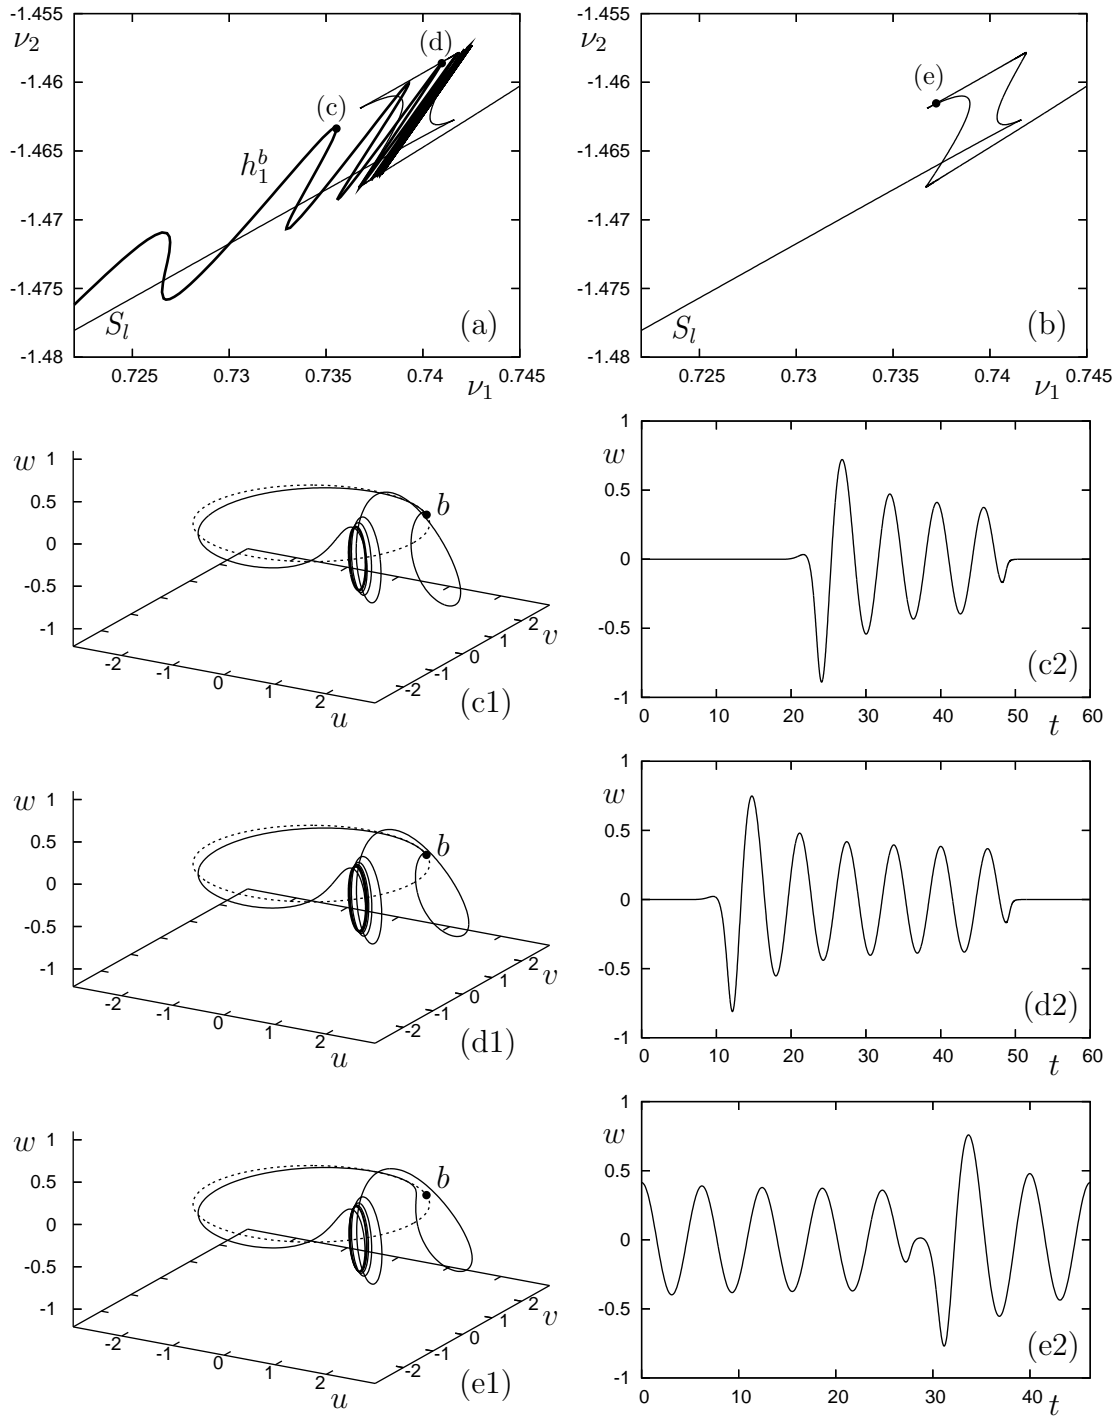 -1.455
ν₂
-1.46
-1.465
-1.47
-1.475
-1.48
(d)
(c)
h₁ᵇ
Sₗ
(a)
0.725 0.73 0.735 0.74 0.745
ν₁
-1.455
ν₂
-1.46
-1.465
-1.47
-1.475
-1.48
(e)
Sₗ
(b)
0.725 0.73 0.735 0.74 0.745
ν₁
w 1
0.5
0
-0.5
-1
b
-2 -1 0 1 2
u
-2 -1 0 1 2
v
(c1)
1
w
0.5
0
-0.5
-1
(c2)
0 10 20 30 40 50 60
t
w 1
0.5
0
-0.5
-1
b
-2 -1 0 1 2
u
-2 -1 0 1 2
v
(d1)
1
w
0.5
0
-0.5
-1
(d2)
0 10 20 30 40 50 60
t
w 1
0.5
0
-0.5
-1
b
-2 -1 0 1 2
u
-2 -1 0 1 2
v
(e1)
1
w
0.5
0
-0.5
-1
(e2)
0 10 20 30 40
t